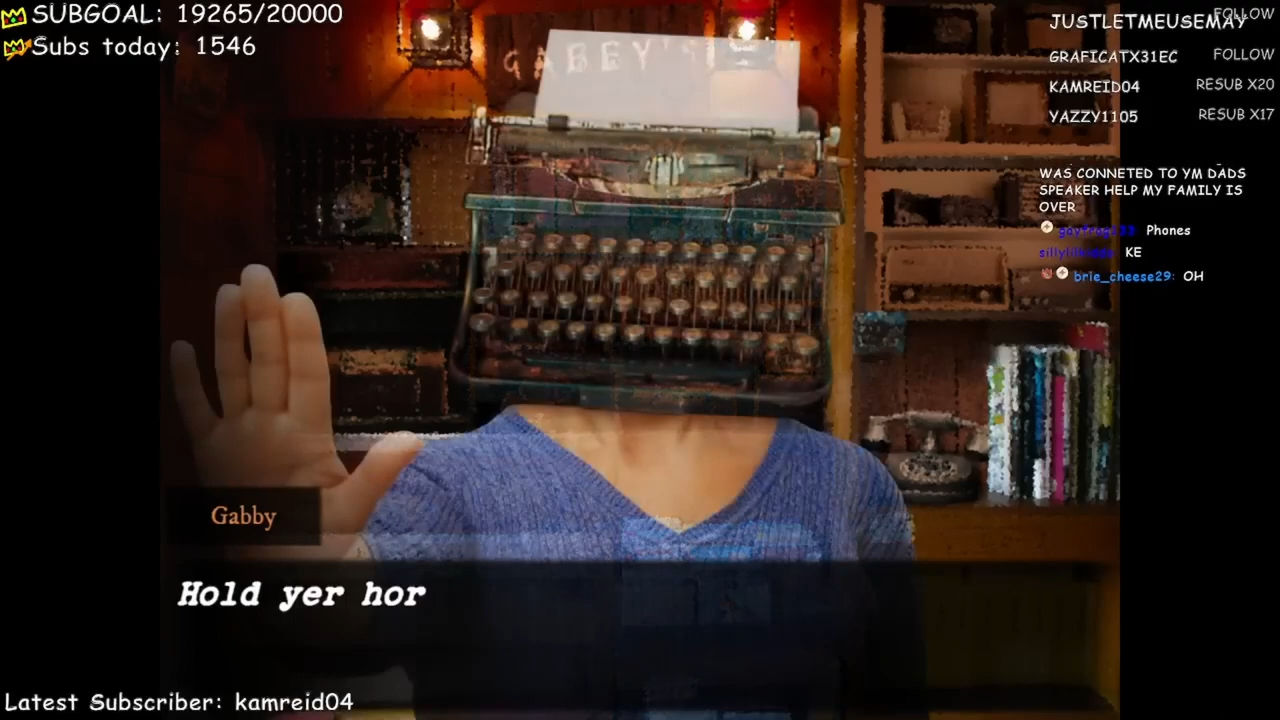 SUBGOAL: 19265/20000
Subs today: 1546
FOLLOW
JUSTLETMEUSEMAY
GRAFICATX31EC FOLLOW
KAMREID04 RESUB X20
YAZZY1105 RESUB X17
GABBY'S
WAS CONNETED TO YM DADS
SPEAKER HELP MY FAMILY IS
OVER
Phones
KE
brie_cheese29: OH
Gabby
Hold yer hor
Latest Subscriber: kamreid04